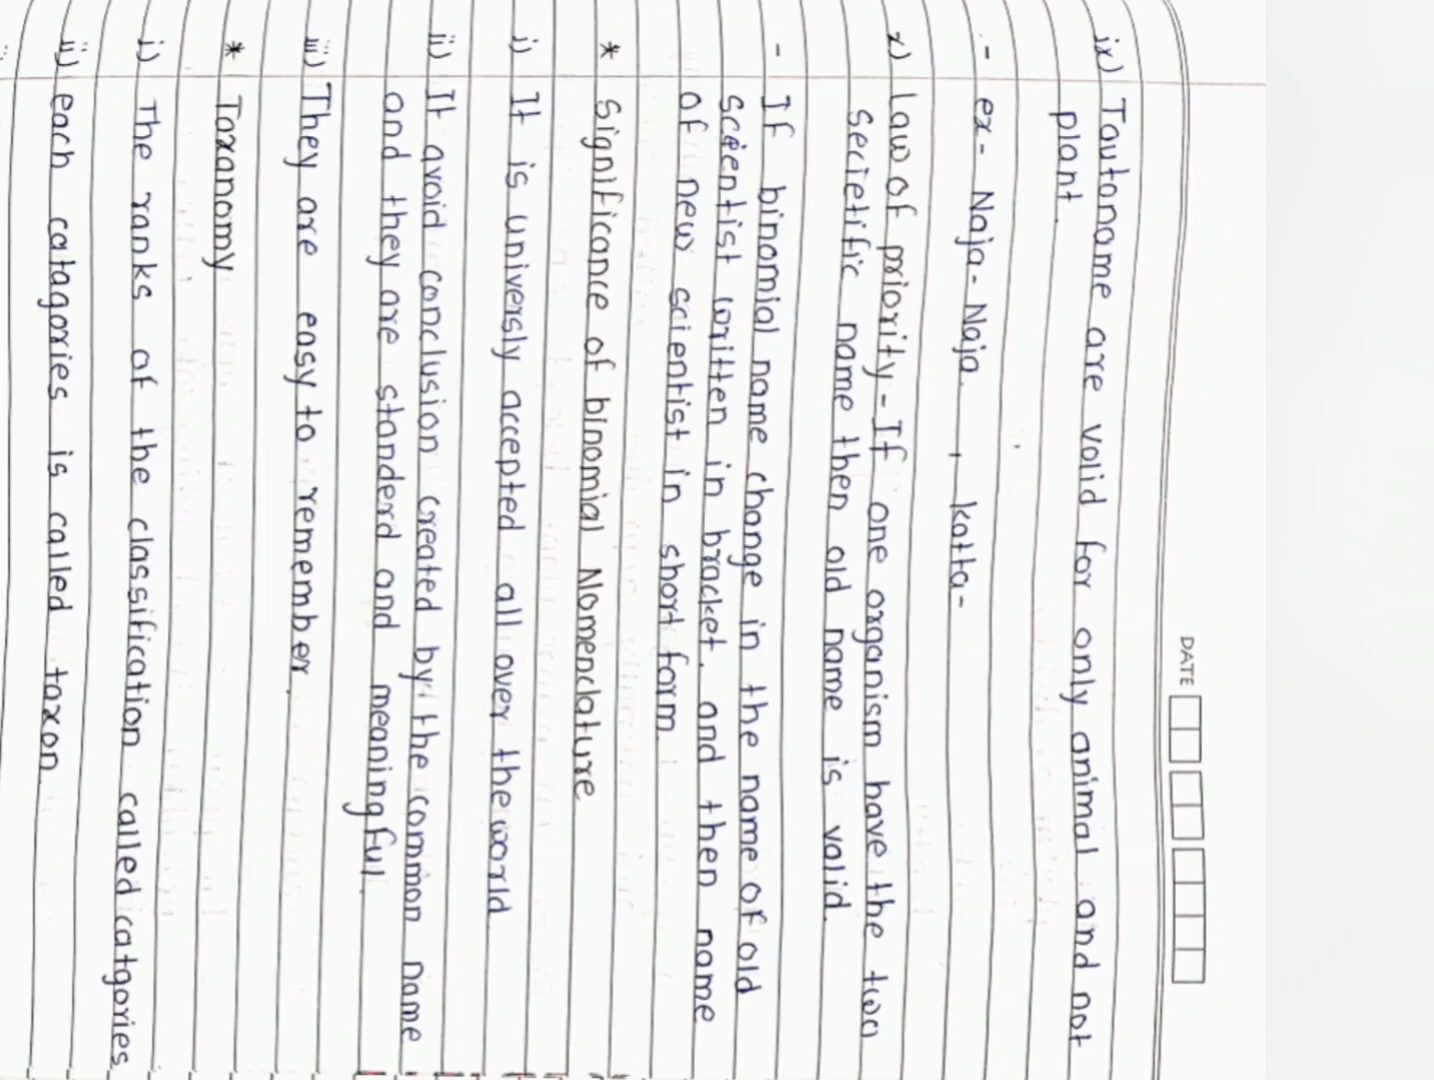 DATE
ix) Tautaname are valid for only animal and not
plant.
- ex- Naja-Naja. , katta-
x) Law of priority - If one organism have the two
Secietific name then old name is valid.
- If binomial name change in the name of old
Scientist written in bracket, and then name
of new scientist in short form
* Significance of binomial Nomenclature
i) It is universly accepted all over the world
ii) It avoid conclusion created by the common name
and they are standerd and meaningful.
iii) They are easy to remember.
* Taxanomy
i) The ranks of the classification called catgories
ii) each catagories is called taxon.